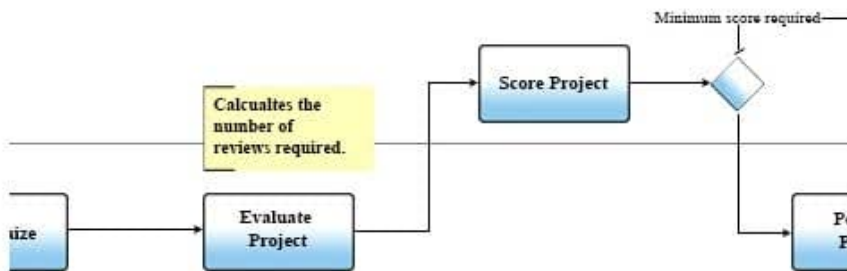 Minimum score required
Score Project
Calcualtes the
number of
reviews required.
Evaluate
Project